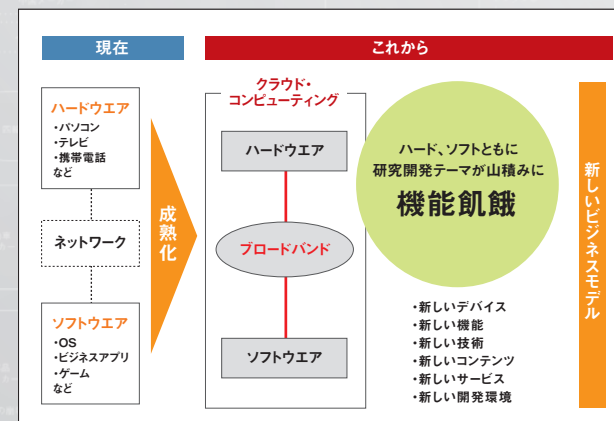 現在
これから
ハードウエア
・パソコン
・テレビ
・携帯電話
など
ネットワーク
ソフトウエア
・OS
・ビジネスアプリ
・ゲーム
など
成熟化
クラウド・
コンピューティング
ハードウエア
ブロードバンド
ソフトウエア
ハード、ソフトともに
研究開発テーマが山積みに
機能飢餓
・新しいデバイス
・新しい機能
・新しい技術
・新しいコンテンツ
・新しいサービス
・新しい開発環境
新しいビジネスモデル